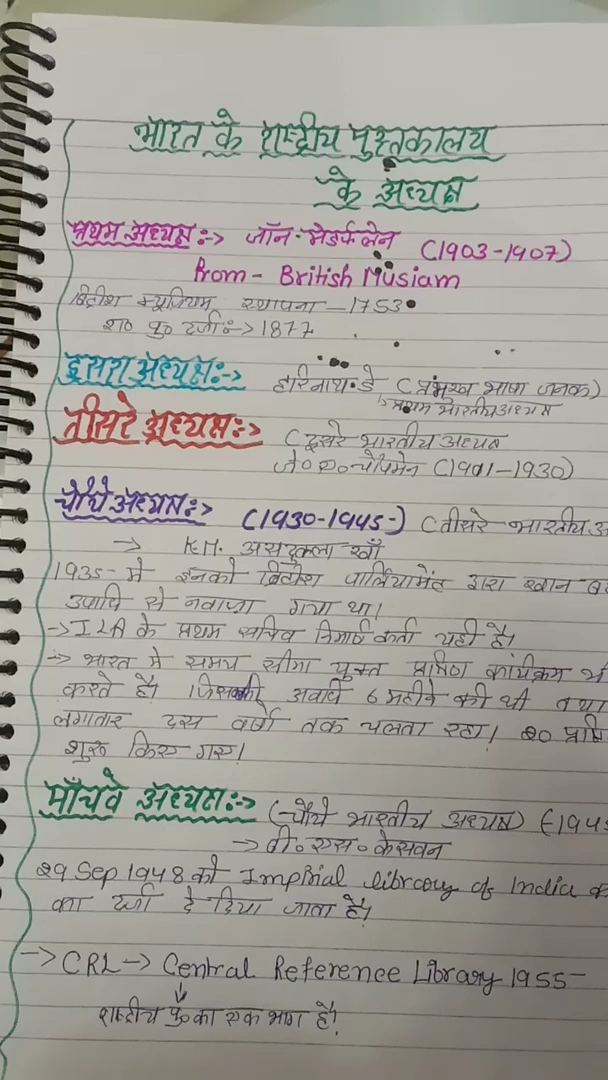 भारत के राष्ट्रीय पुस्तकालय
के अध्यक्ष
प्रथम अध्यक्ष :-> जॉन मेडर्कलेन (1903-1907)
From - British Musiam
ब्रिटीश म्यूजियम स्थापना - 1753
रा० पु० दर्जा :-> 1877
दूसरा अध्यक्ष :-> हरिनाथ डे (प्रमुख भाषा जनक)
प्रथम भारतीय अध्यक्ष
तीसरे अध्यक्ष :-> (दूसरे भारतीय अध्यक्ष
जे० ए० चैपमेन (1911-1930)
चौथे अध्यक्ष :-> (1930-1945) (तीसरे भारतीय
-> K.M. असदुल्ला खाँ
1935 - मे इनको ब्रिटीश पार्लियामेंट द्वारा खान
उपाधि से नवाजा गया था।
-> ILA के प्रथम सचिव निर्माण कर्ता यही है।
-> भारत मे समय सीमा युक्त कार्यक्रम भी
करते है। जिसकी अवधि 6 महीने की थी तथा
लगातार दस वर्षो तक चलता रहा। 20
शुरू किए गए।
पाँचवे अध्यक्ष :-> (चौथे भारतीय अध्यक्ष) (194
-> वी० एस० केसवन
29 Sep 1948 को Imprial library of India
का दर्जा दे दिया जाता है।
-> CRL -> Central Reference Library 1955-
राष्ट्रीय पु० का एक भाग है।